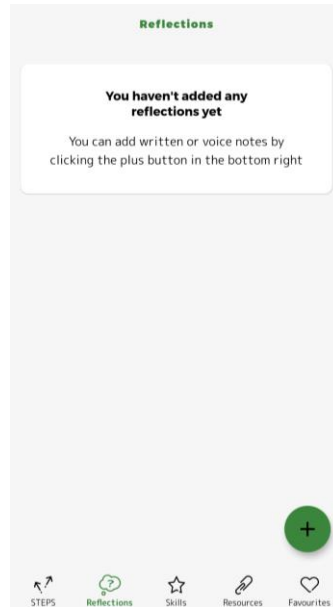 Reflections
You haven't added any
reflections yet
You can add written or voice notes by
clicking the plus button in the bottom right
STEPS
Reflections
Skills
Resources
Favourites